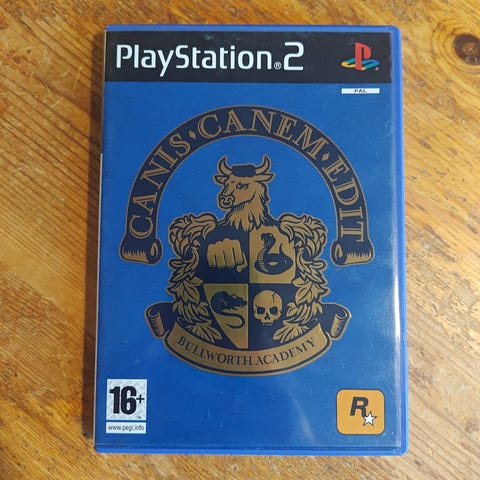 PlayStation®2
PAL
CANIS • CANEM • EDIT
BULLWORTH ACADEMY
16+
www.pegi.info
R★